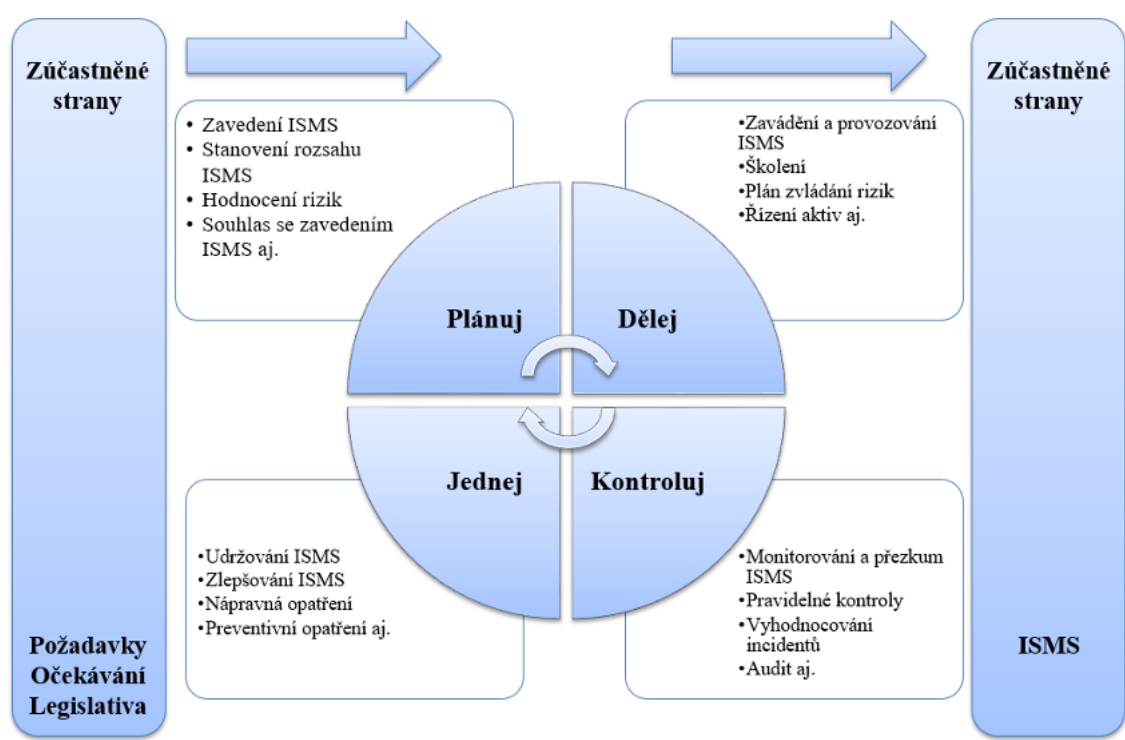 Zúčastněné
strany
Požadavky
Očekávání
Legislativa
• Zavedení ISMS
• Stanovení rozsahu
ISMS
• Hodnocení rizik
• Souhlas se zavedením
ISMS aj.
•Zavádění a provozování
ISMS
•Školení
•Plán zvládání rizik
•Řízení aktiv aj.
Plánuj
Dělej
Jednej
Kontroluj
•Udržování ISMS
•Zlepšování ISMS
•Nápravná opatření
•Preventivní opatření aj.
•Monitorování a přezkum
ISMS
•Pravidelné kontroly
•Vyhodnocování
incidentů
•Audit aj.
Zúčastněné
strany
ISMS